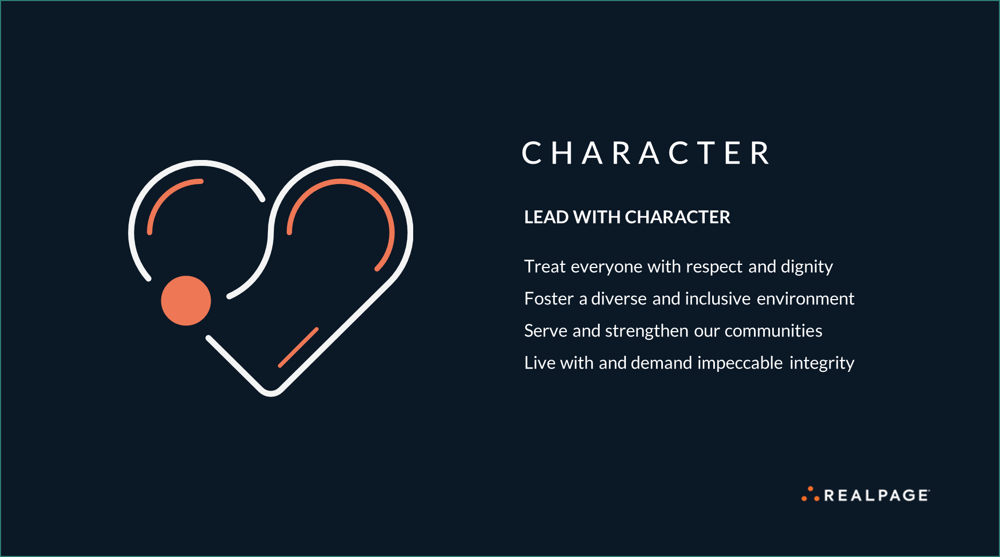 CHARACTER
LEAD WITH CHARACTER
Treat everyone with respect and dignity
Foster a diverse and inclusive environment
Serve and strengthen our communities
Live with and demand impeccable integrity
REALPAGE